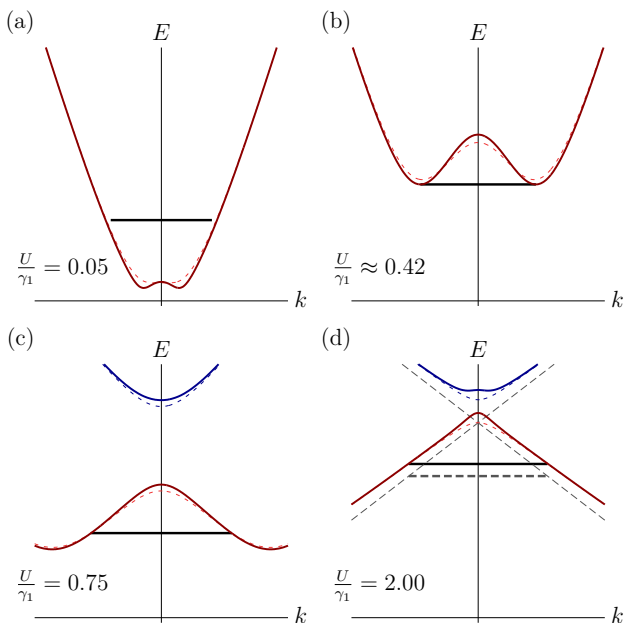 (a)
E
U/γ₁ = 0.05
k
(b)
E
U/γ₁ ≈ 0.42
k
(c)
E
U/γ₁ = 0.75
k
(d)
E
U/γ₁ = 2.00
k